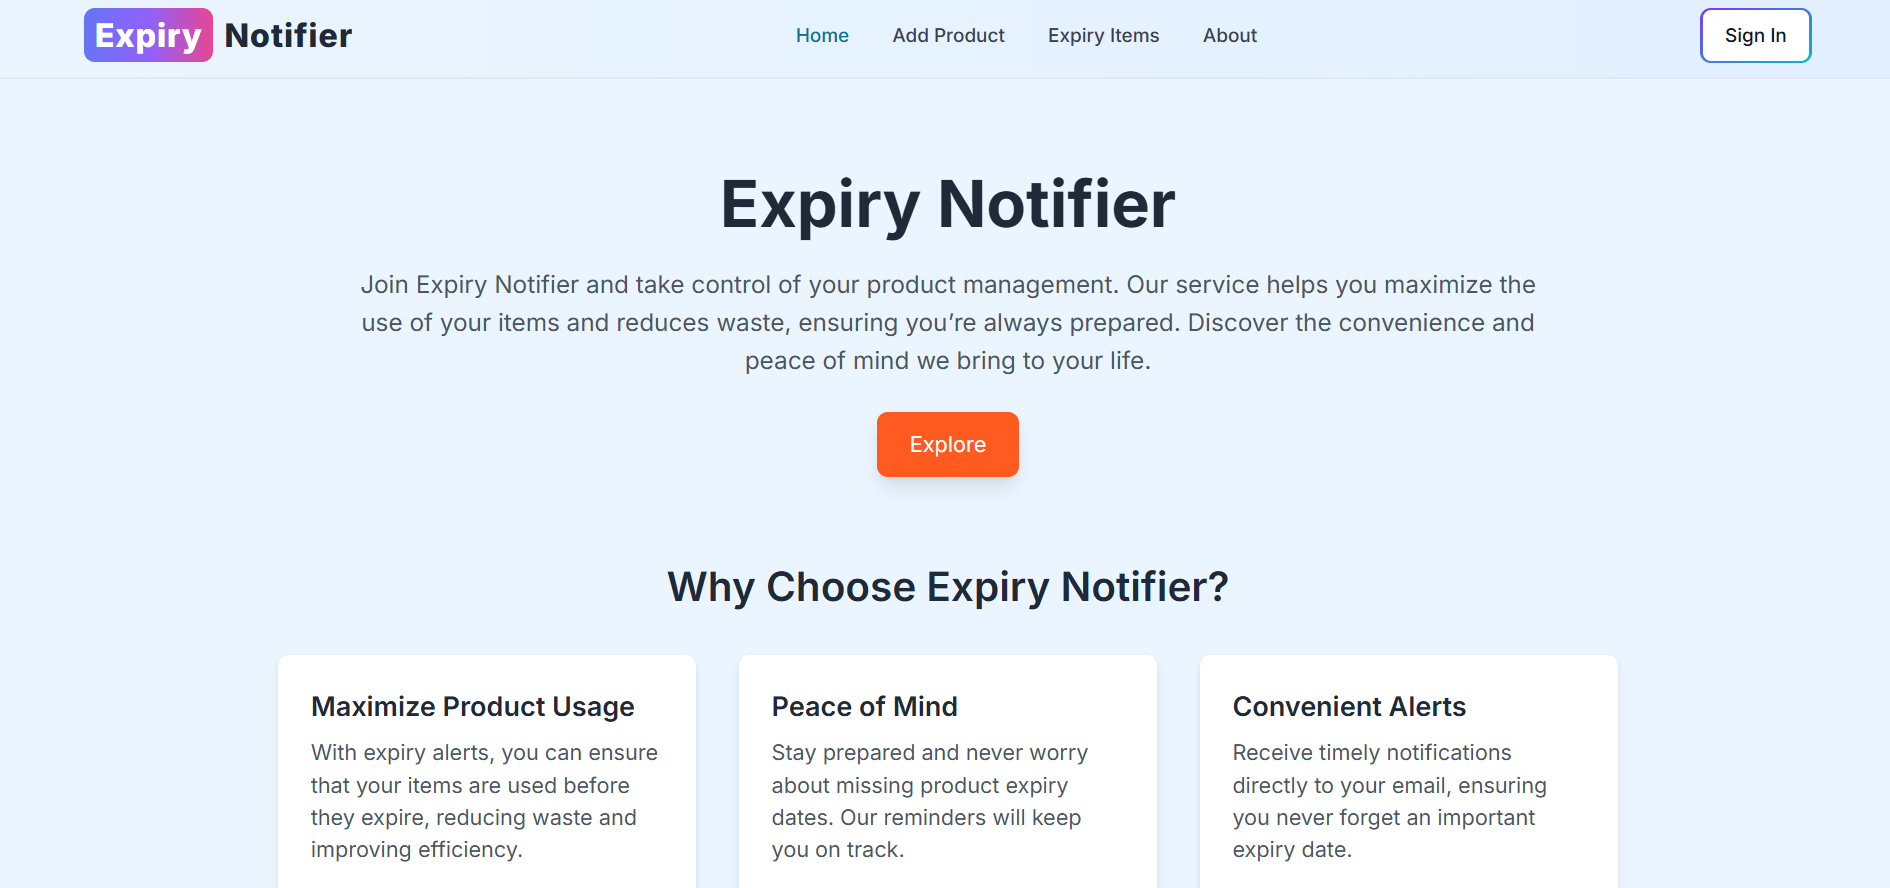 Expiry Notifier
Home
Add Product
Expiry Items
About
Sign In
Expiry Notifier
Join Expiry Notifier and take control of your product management. Our service helps you maximize the
use of your items and reduces waste, ensuring you’re always prepared. Discover the convenience and
peace of mind we bring to your life.
Explore
Why Choose Expiry Notifier?
Maximize Product Usage
With expiry alerts, you can ensure
that your items are used before
they expire, reducing waste and
improving efficiency.
Peace of Mind
Stay prepared and never worry
about missing product expiry
dates. Our reminders will keep
you on track.
Convenient Alerts
Receive timely notifications
directly to your email, ensuring
you never forget an important
expiry date.